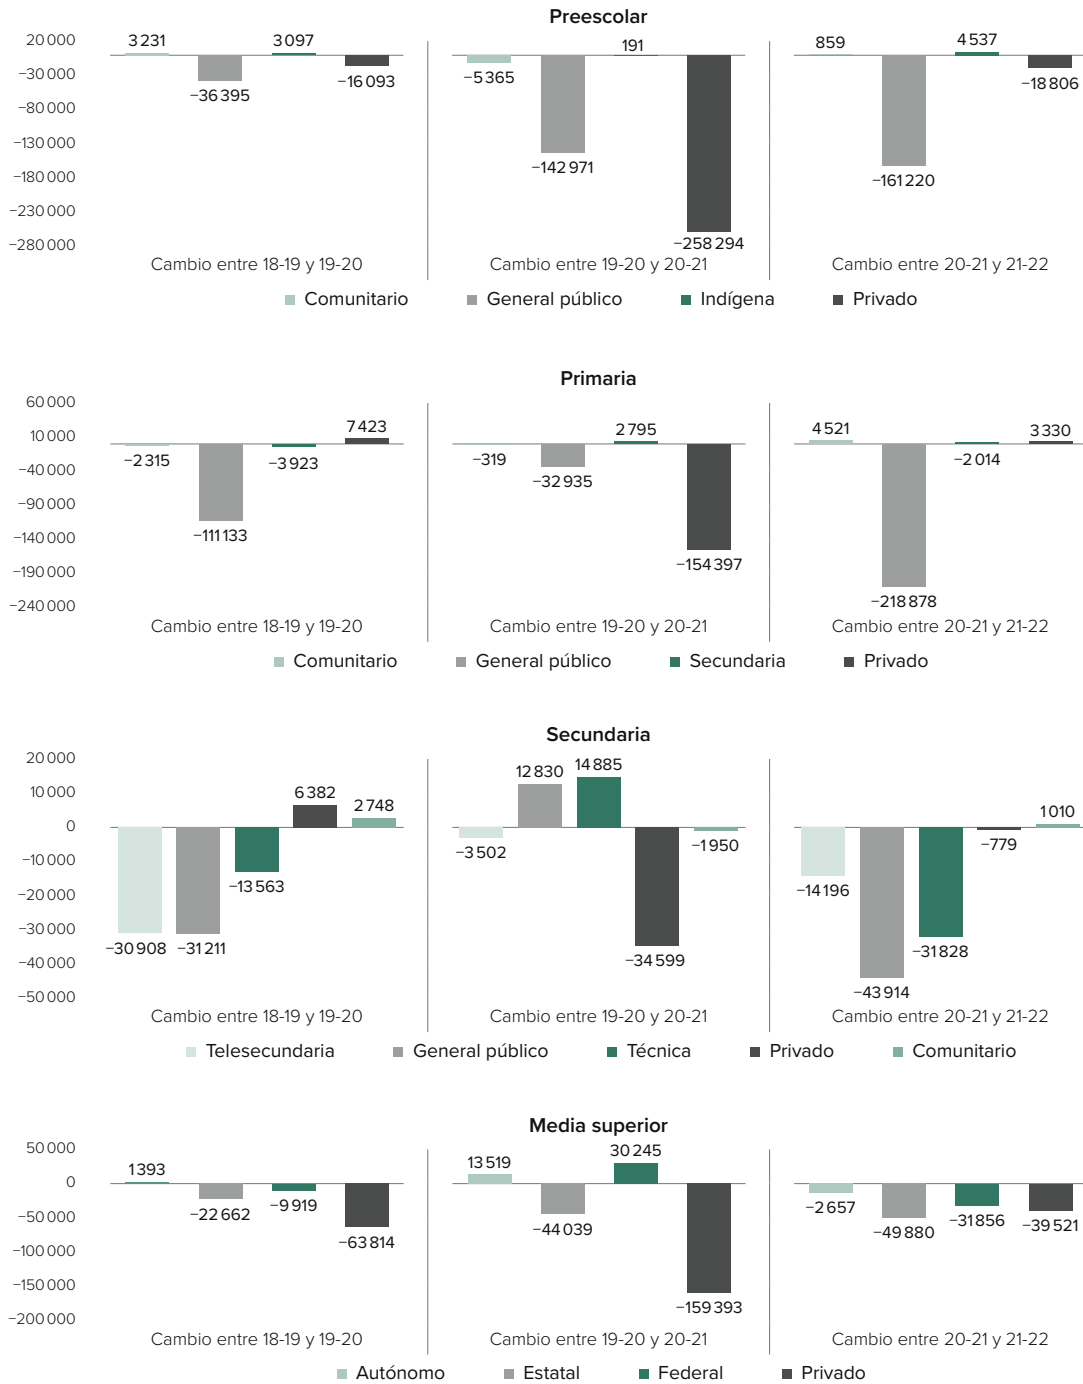 Preescolar
20 000
−30 000
−80 000
−130 000
−180 000
−230 000
−280 000
3 231
−36 395
3 097
−16 093
−5 365
−142 971
191
−258 294
859
−161 220
4 537
−18 806
Cambio entre 18-19 y 19-20
Cambio entre 19-20 y 20-21
Cambio entre 20-21 y 21-22
Comunitario
General público
Indígena
Privado
Primaria
60 000
10 000
−40 000
−90 000
−140 000
−190 000
−240 000
−2 315
−111 133
−3 923
7 423
−319
−32 935
2 795
−154 397
4 521
−218 878
−2 014
3 330
Cambio entre 18-19 y 19-20
Cambio entre 19-20 y 20-21
Cambio entre 20-21 y 21-22
Comunitario
General público
Secundaria
Privado
Secundaria
20 000
10 000
0
−10 000
−20 000
−30 000
−40 000
−50 000
−30 908
−31 211
−13 563
6 382
2 748
−3 502
12 830
14 885
−34 599
−1 950
−14 196
−43 914
−31 828
−779
1 010
Cambio entre 18-19 y 19-20
Cambio entre 19-20 y 20-21
Cambio entre 20-21 y 21-22
Telesecundaria
General público
Técnica
Privado
Comunitario
Media superior
50 000
0
−50 000
−100 000
−150 000
−200 000
1 393
−22 662
−9 919
−63 814
13 519
−44 039
30 245
−159 393
−2 657
−49 880
−31 856
−39 521
Cambio entre 18-19 y 19-20
Cambio entre 19-20 y 20-21
Cambio entre 20-21 y 21-22
Autónomo
Estatal
Federal
Privado